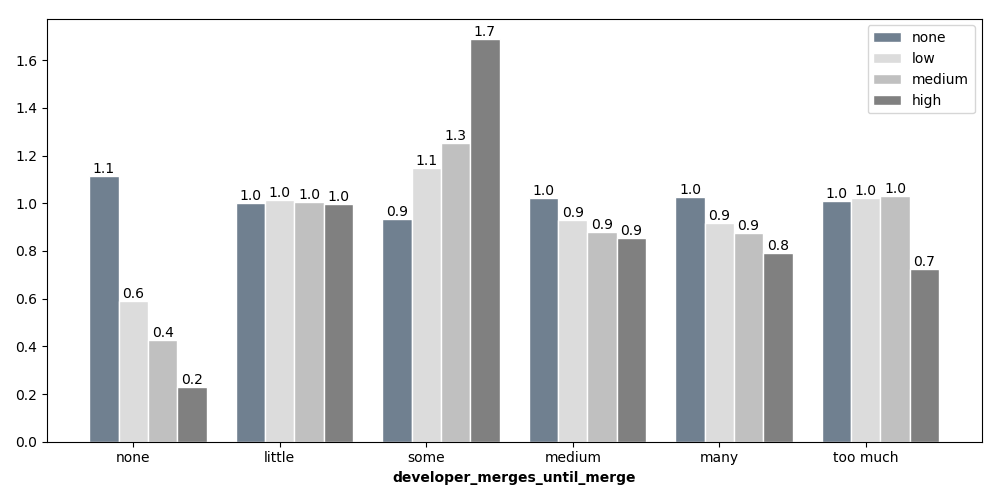 1.7
none
low
medium
high
1.6
1.4
1.2
1.0
0.8
0.6
0.4
0.2
0.0
1.1 0.6 0.4 0.2
1.0 1.0 1.0 1.0
0.9 1.1 1.3
1.0 0.9 0.9 0.9
1.0 0.9 0.9 0.8
1.0 1.0 1.0 0.7
none little some medium many too much
developer_merges_until_merge